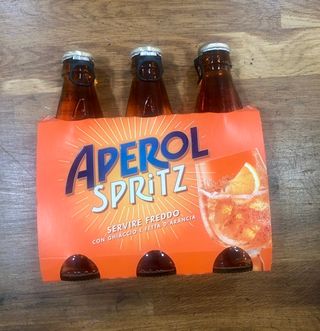 APEROL
SPRITZ
SERVIRE FREDDO
CON GHIACCIO E FETTA D'ARANCIA